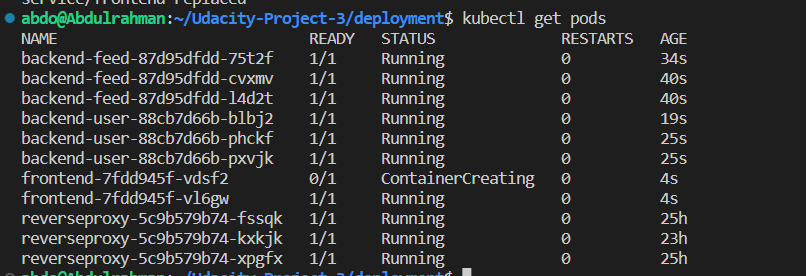 service/frontend replaced
abdo@Abdulrahman:~/Udacity-Project-3/deployment$ kubectl get pods
NAME READY STATUS RESTARTS AGE
backend-feed-87d95dfdd-75t2f 1/1 Running 0 34s
backend-feed-87d95dfdd-cvxmv 1/1 Running 0 40s
backend-feed-87d95dfdd-l4d2t 1/1 Running 0 40s
backend-user-88cb7d66b-blbj2 1/1 Running 0 19s
backend-user-88cb7d66b-phckf 1/1 Running 0 25s
backend-user-88cb7d66b-pxvjk 1/1 Running 0 25s
frontend-7fdd945f-vdsf2 0/1 ContainerCreating 0 4s
frontend-7fdd945f-vl6gw 1/1 Running 0 4s
reverseproxy-5c9b579b74-fssqk 1/1 Running 0 25h
reverseproxy-5c9b579b74-kxkjk 1/1 Running 0 23h
reverseproxy-5c9b579b74-xpgfx 1/1 Running 0 25h
abdo@Abdulrahman:~/Udacity-Project-3/deployment$